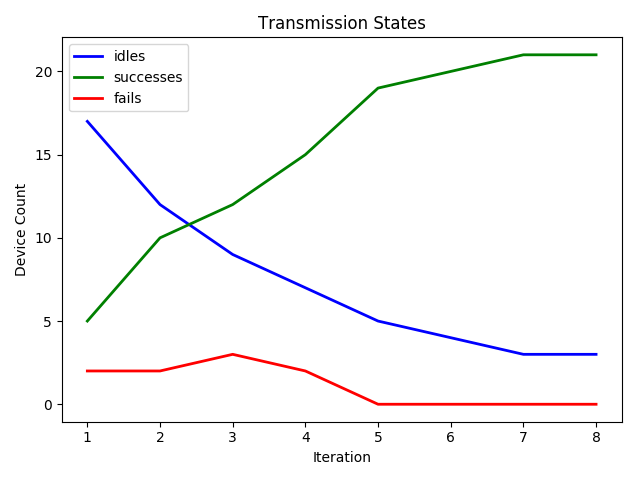 Transmission States
idles
successes
fails
Device Count
20
15
10
5
0
1 2 3 4 5 6 7 8
Iteration